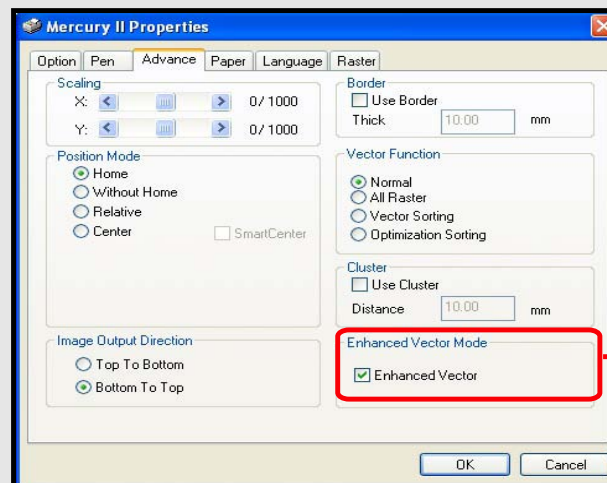 Mercury II Properties
Option Pen Advance Paper Language Raster
Scaling
X: 0/1000
Y: 0/1000
Position Mode
Home
Without Home
Relative
Center SmartCenter
Image Output Direction
Top To Bottom
Bottom To Top
Border
Use Border
Thick 10.00 mm
Vector Function
Normal
All Raster
Vector Sorting
Optimization Sorting
Cluster
Use Cluster
Distance 10.00 mm
Enhanced Vector Mode
Enhanced Vector
OK Cancel